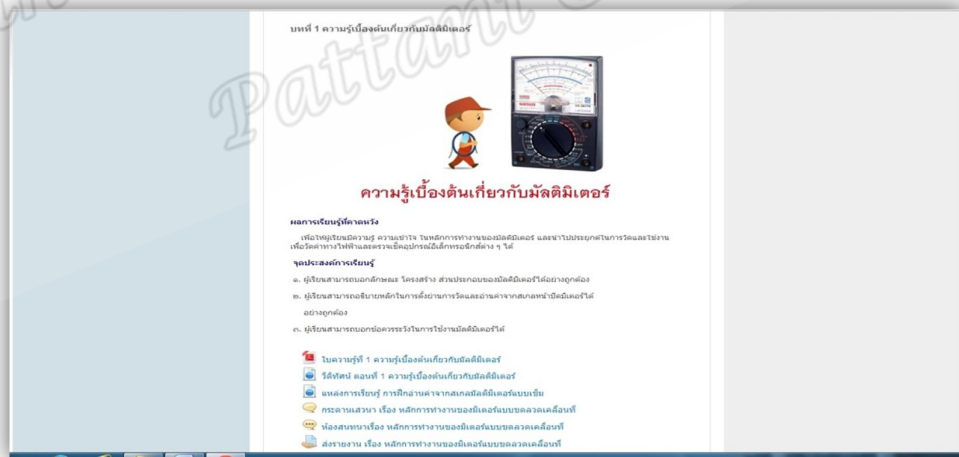 บทที่ 1 ความรู้เบื้องต้นเกี่ยวกับมัลติมิเตอร์
Pattani
ความรู้เบื้องต้นเกี่ยวกับมัลติมิเตอร์
ผลการเรียนรู้ที่คาดหวัง
เพื่อให้ผู้เรียนมีความรู้ ความเข้าใจ ในหลักการทำงานของมัลติมิเตอร์ และนำไปประยุกต์ในการวัดและใช้งาน
เพื่อวัดค่าทางไฟฟ้าและตรวจเช็คอุปกรณ์อิเล็กทรอนิกส์ต่าง ๆ ได้
จุดประสงค์การเรียนรู้
๑. ผู้เรียนสามารถบอกลักษณะ โครงสร้าง ส่วนประกอบของมัลติมิเตอร์ได้อย่างถูกต้อง
๒. ผู้เรียนสามารถอธิบายหลักในการตั้งย่านการวัดและอ่านค่าจากสเกลหน้าปัดมิเตอร์ได้
อย่างถูกต้อง
๓. ผู้เรียนสามารถบอกข้อควรระวังในการใช้งานมัลติมิเตอร์ได้
ใบความรู้ที่ 1 ความรู้เบื้องต้นเกี่ยวกับมัลติมิเตอร์
วีดีทัศน์ ตอนที่ 1 ความรู้เบื้องต้นเกี่ยวกับมัลติมิเตอร์
แหล่งการเรียนรู้ การฝึกอ่านค่าจากสเกลมัลติมิเตอร์แบบเข็ม
กระดานเสวนา เรื่อง หลักการทำงานของมิเตอร์แบบขดลวดเคลื่อนที่
ห้องสนทนาเรื่อง หลักการทำงานของมิเตอร์แบบขดลวดเคลื่อนที่
ส่งรายงาน เรื่อง หลักการทำงานของมิเตอร์แบบขดลวดเคลื่อนที่